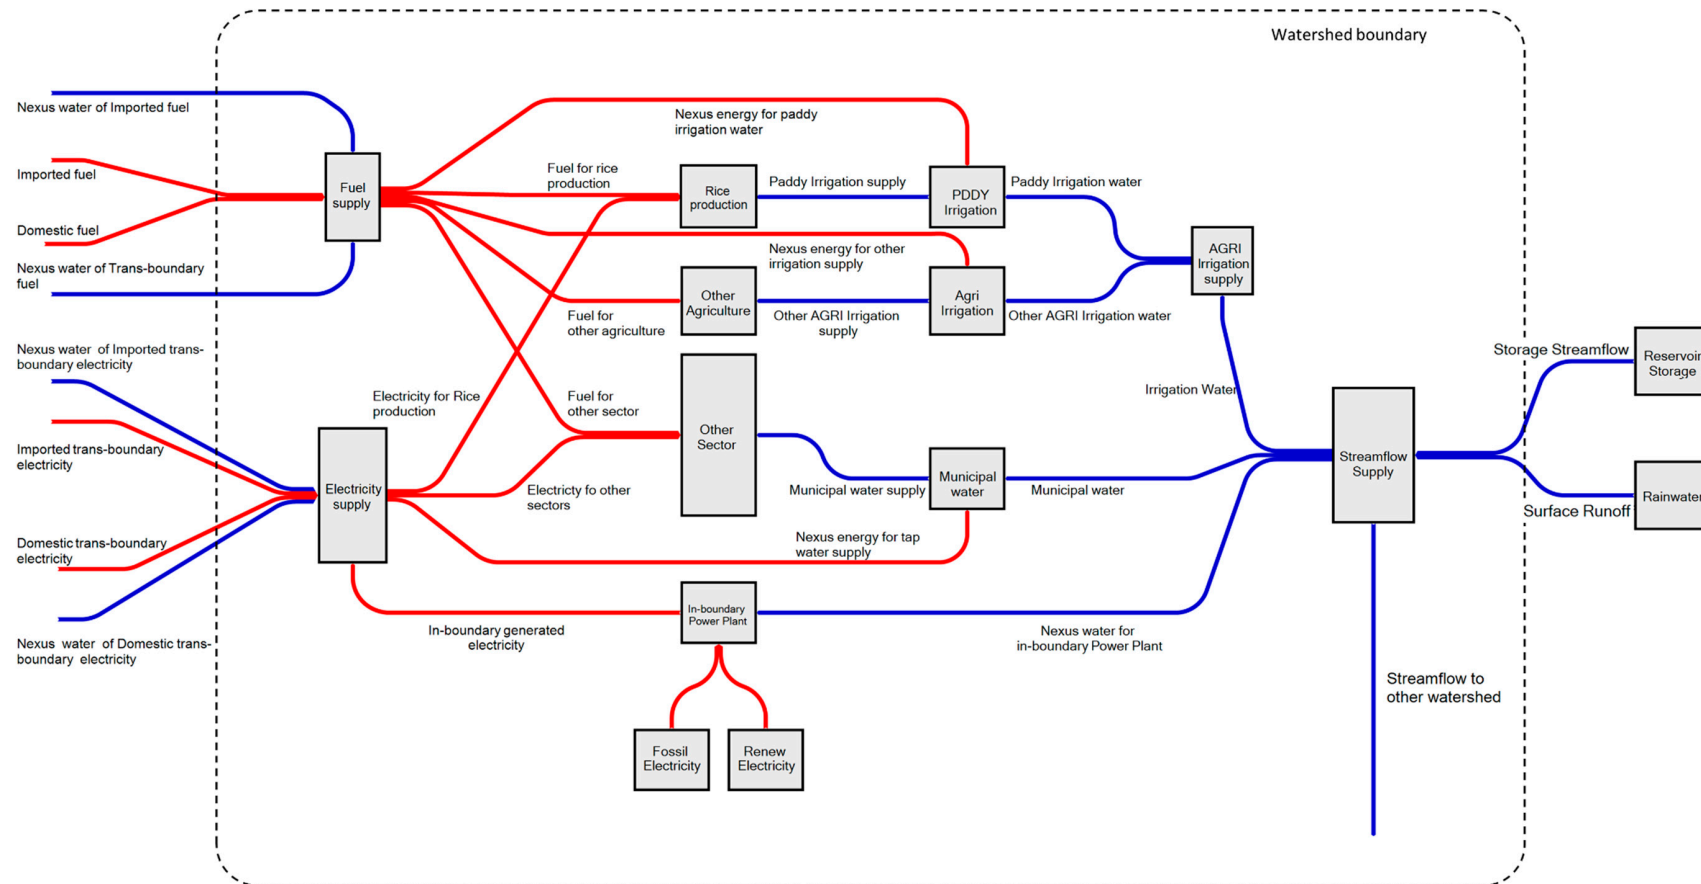 Watershed boundary
Nexus water of Imported fuel
Imported fuel
Domestic fuel
Nexus water of Trans-boundary
fuel
Fuel
supply
Nexus energy for paddy
irrigation water
Fuel for rice
production
Rice
production
Paddy Irrigation supply
PDDY
Irrigation
Paddy Irrigation water
Nexus energy for other
irrigation supply
AGRI
Irrigation
supply
Other
Agriculture
Fuel for
other agriculture
Other AGRI Irrigation
supply
Agri
Irrigation
Other AGRI Irrigation water
Nexus water of Imported trans-
boundary electricity
Imported trans-boundary
electricity
Domestic trans-boundary
electricity
Nexus water of Domestic trans-
boundary electricity
Electricity
supply
Electricity for Rice
production
Fuel for
other sector
Electricty fo other
sectors
Other
Sector
Municipal water supply
Municipal
water
Municipal water
Nexus energy for tap
water supply
Irrigation Water
Streamflow
Supply
Storage Streamflow
Reservoir
Storage
Surface Runoff
Rainwater
In-boundary generated
electricity
In-boundary
Power Plant
Nexus water for
in-boundary Power Plant
Streamflow to
other watershed
Fossil
Electricity
Renew
Electricity